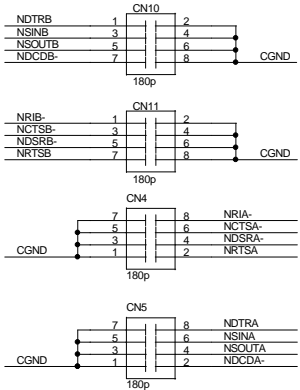 CN10
NDTRB 1 2
NSINB 3 4
NSOUTB 5 6
NDCDB- 7 8 CGND
180p
CN11
NRIB- 1 2
NCTSB- 3 4
NDSRB- 5 6
NRTSB 7 8 CGND
180p
CN4
7 8 NRIA-
5 6 NCTSA-
3 4 NDSRA-
CGND 1 2 NRTSA
180p
CN5
7 8 NDTRA
5 6 NSINA
3 4 NSOUTA
CGND 1 2 NDCDA-
180p